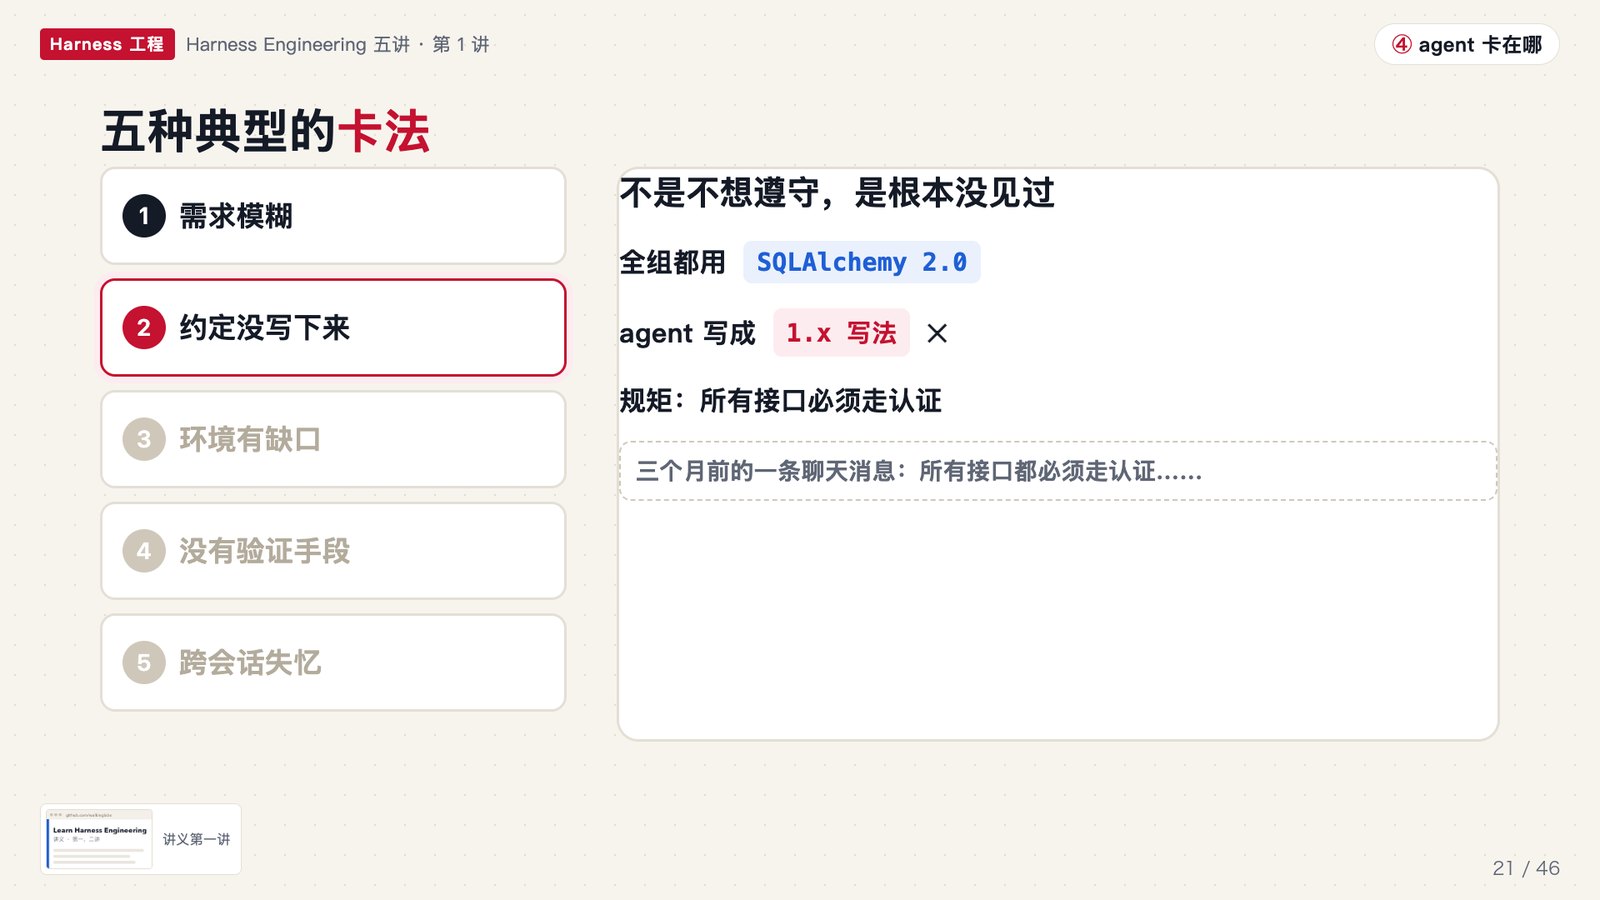 Harness 工程 Harness Engineering 五讲 · 第 1 讲
④ agent 卡在哪
五种典型的卡法
1 需求模糊
2 约定没写下来
3 环境有缺口
4 没有验证手段
5 跨会话失忆
不是不想遵守，是根本没见过
全组都用 SQLAlchemy 2.0
agent 写成 1.x 写法 ×
规矩：所有接口必须走认证
三个月前的一条聊天消息：所有接口都必须走认证……
Learn Harness Engineering
讲义 · 第一、二讲
讲义第一讲
21 / 46